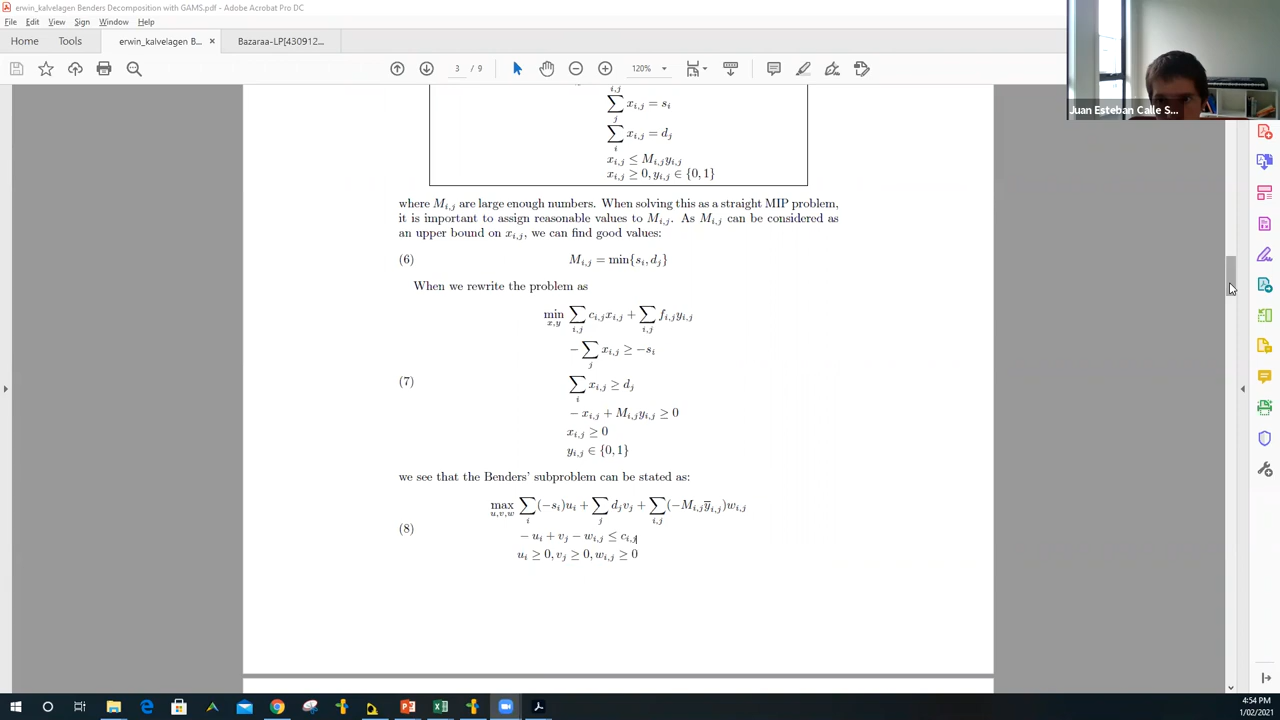 erwin_kalvelagen Benders Decomposition with GAMS.pdf - Adobe Acrobat Pro DC
File Edit View Sign Window Help
Home Tools erwin_kalvelagen B... × Bazaraa-LP[430912...
3 / 9 120%
Juan Esteban Calle S...
i,j
∑_j x_{i,j} = s_i
∑_i x_{i,j} = d_j
x_{i,j} ≤ M_{i,j}y_{i,j}
x_{i,j} ≥ 0, y_{i,j} ∈ {0, 1}
where M_{i,j} are large enough numbers. When solving this as a straight MIP problem,
it is important to assign reasonable values to M_{i,j}. As M_{i,j} can be considered as
an upper bound on x_{i,j}, we can find good values:
(6) M_{i,j} = min{s_i, d_j}
When we rewrite the problem as
min_{x,y} ∑_{i,j} c_{i,j}x_{i,j} + ∑_{i,j} f_{i,j}y_{i,j}
− ∑_j x_{i,j} ≥ −s_i
(7) ∑_i x_{i,j} ≥ d_j
− x_{i,j} + M_{i,j}y_{i,j} ≥ 0
x_{i,j} ≥ 0
y_{i,j} ∈ {0, 1}
we see that the Benders' subproblem can be stated as:
max_{u,v,w} ∑_i (−s_i)u_i + ∑_j d_jv_j + ∑_{i,j} (−M_{i,j}y̅_{i,j})w_{i,j}
(8) − u_i + v_j − w_{i,j} ≤ c_{i,j}
u_i ≥ 0, v_j ≥ 0, w_{i,j} ≥ 0
4:54 PM
1/02/2021